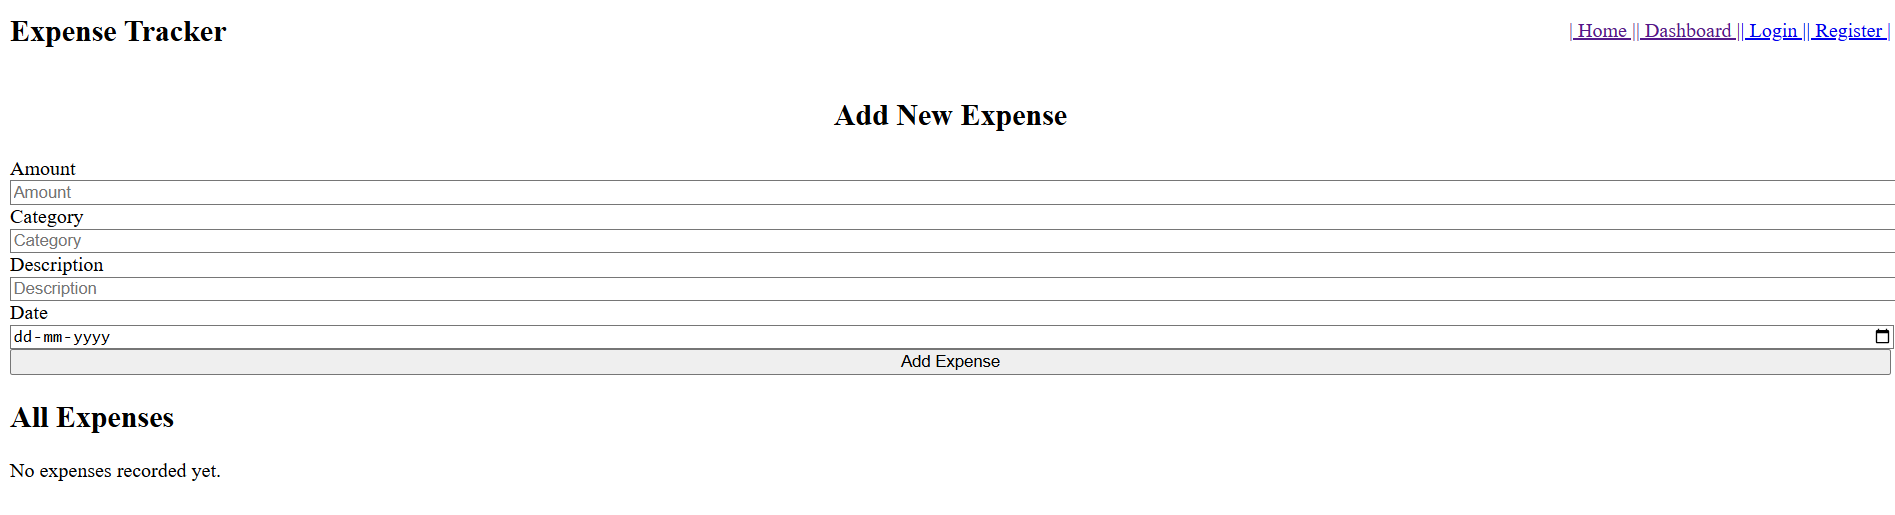 Expense Tracker
| Home || Dashboard || Login || Register |
Add New Expense
Amount
Amount
Category
Category
Description
Description
Date
dd-mm-yyyy
Add Expense
All Expenses
No expenses recorded yet.